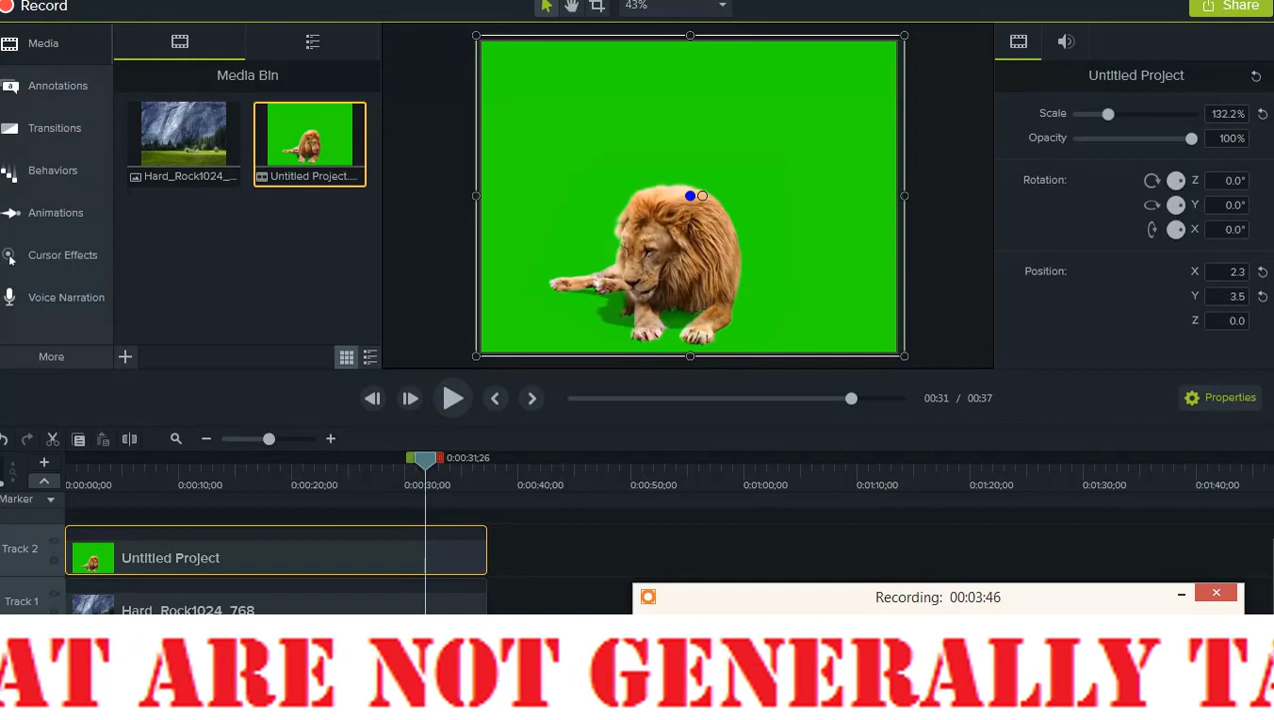 Record
43%
Share
Media
Annotations
Transitions
Behaviors
Animations
Cursor Effects
Voice Narration
More
Media Bin
Hard_Rock1024_...
Untitled Project....
Untitled Project
Scale 132.2%
Opacity 100%
Rotation: Z 0.0°
Y 0.0°
X 0.0°
Position: X 2.3
Y 3.5
Z 0.0
00:31 / 00:37
Properties
0:00:31;26
0:00:00;00 0:00:10;00 0:00:20;00 0:00:30;00 0:00:40;00 0:00:50;00 0:01:00;00 0:01:10;00 0:01:20;00 0:01:30;00 0:01:40;00
Marker
Track 2
Untitled Project
Track 1
Hard_Rock1024_768
Recording: 00:03:46
AT ARE NOT GENERALLY TA